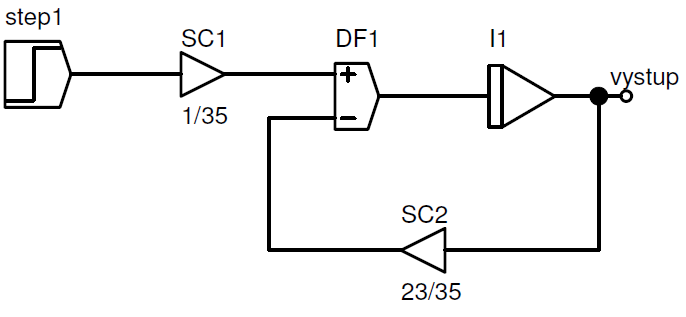 step1
SC1
1/35
DF1
+
−
I1
vystup
SC2
23/35